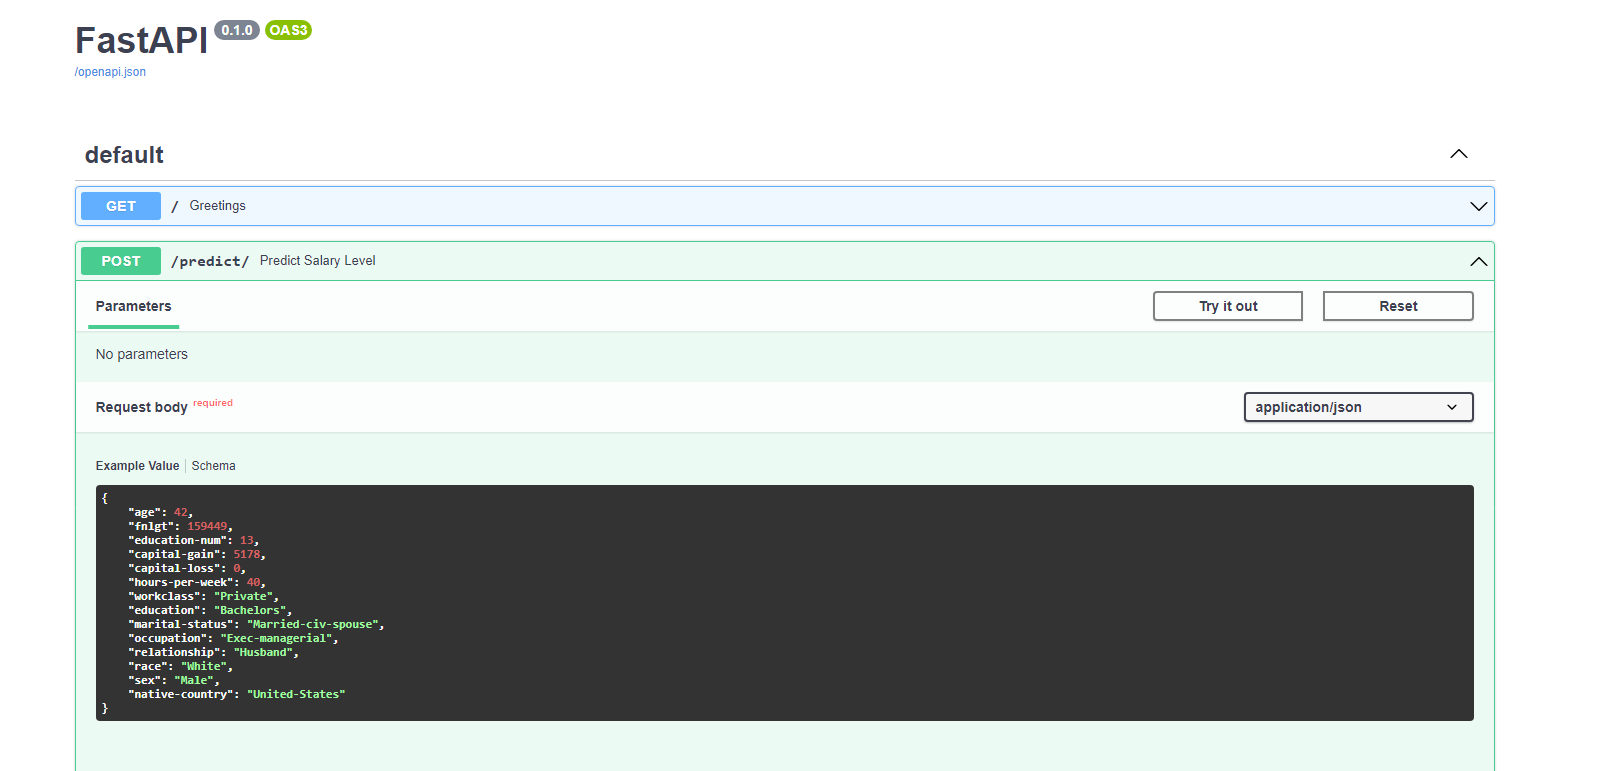 FastAPI 0.1.0 OAS3
/openapi.json
default
GET / Greetings
POST /predict/ Predict Salary Level
Parameters Try it out Reset
No parameters
Request body required application/json
Example Value Schema
{
    "age": 42,
    "fnlgt": 159449,
    "education-num": 13,
    "capital-gain": 5178,
    "capital-loss": 0,
    "hours-per-week": 40,
    "workclass": "Private",
    "education": "Bachelors",
    "marital-status": "Married-civ-spouse",
    "occupation": "Exec-managerial",
    "relationship": "Husband",
    "race": "White",
    "sex": "Male",
    "native-country": "United-States"
}